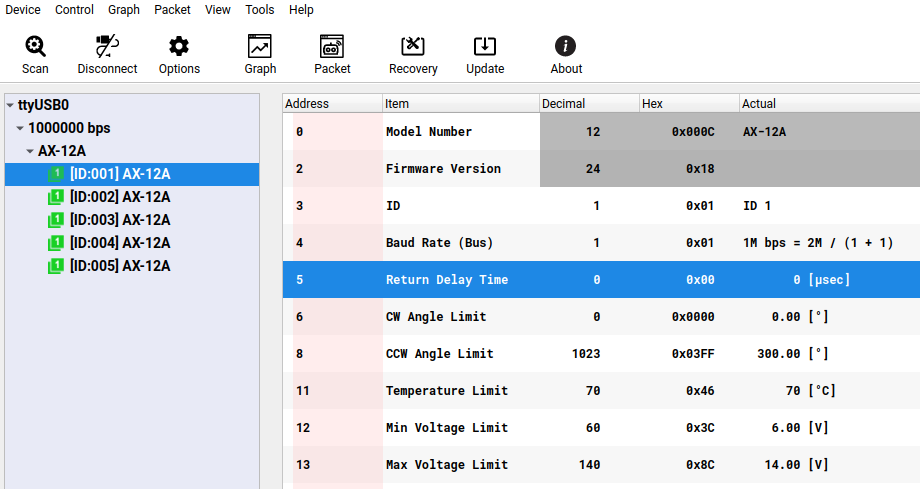 Device Control Graph Packet View Tools Help
Scan Disconnect Options Graph Packet Recovery Update About
ttyUSB0
1000000 bps
AX-12A
1 [ID:001] AX-12A
1 [ID:002] AX-12A
1 [ID:003] AX-12A
1 [ID:004] AX-12A
1 [ID:005] AX-12A
Address Item Decimal Hex Actual
0 Model Number 12 0x000C AX-12A
2 Firmware Version 24 0x18
3 ID 1 0x01 ID 1
4 Baud Rate (Bus) 1 0x01 1M bps = 2M / (1 + 1)
5 Return Delay Time 0 0x00 0 [µsec]
6 CW Angle Limit 0 0x0000 0.00 [°]
8 CCW Angle Limit 1023 0x03FF 300.00 [°]
11 Temperature Limit 70 0x46 70 [°C]
12 Min Voltage Limit 60 0x3C 6.00 [V]
13 Max Voltage Limit 140 0x8C 14.00 [V]